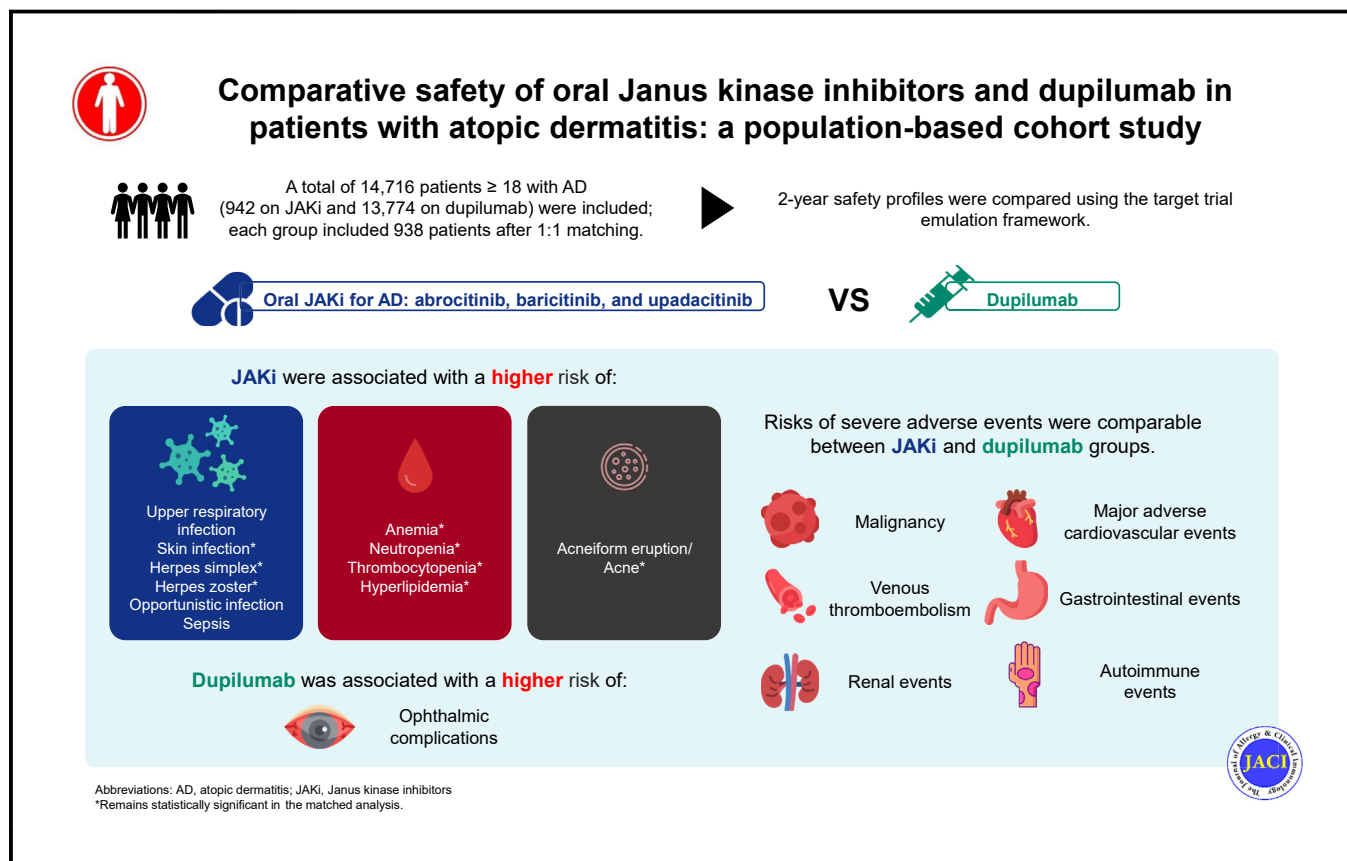 Comparative safety of oral Janus kinase inhibitors and dupilumab in
patients with atopic dermatitis: a population-based cohort study
A total of 14,716 patients ≥ 18 with AD
(942 on JAKi and 13,774 on dupilumab) were included;
each group included 938 patients after 1:1 matching.
2-year safety profiles were compared using the target trial
emulation framework.
Oral JAKi for AD: abrocitinib, baricitinib, and upadacitinib
VS
Dupilumab
JAKi were associated with a higher risk of:
Upper respiratory
infection
Skin infection*
Herpes simplex*
Herpes zoster*
Opportunistic infection
Sepsis
Anemia*
Neutropenia*
Thrombocytopenia*
Hyperlipidemia*
Acneiform eruption/
Acne*
Dupilumab was associated with a higher risk of:
Ophthalmic
complications
Risks of severe adverse events were comparable
between JAKi and dupilumab groups.
Malignancy
Major adverse
cardiovascular events
Venous
thromboembolism
Gastrointestinal events
Renal events
Autoimmune
events
The Journal of Allergy & Clinical Immunology
JACI
Abbreviations: AD, atopic dermatitis; JAKi, Janus kinase inhibitors
*Remains statistically significant in the matched analysis.